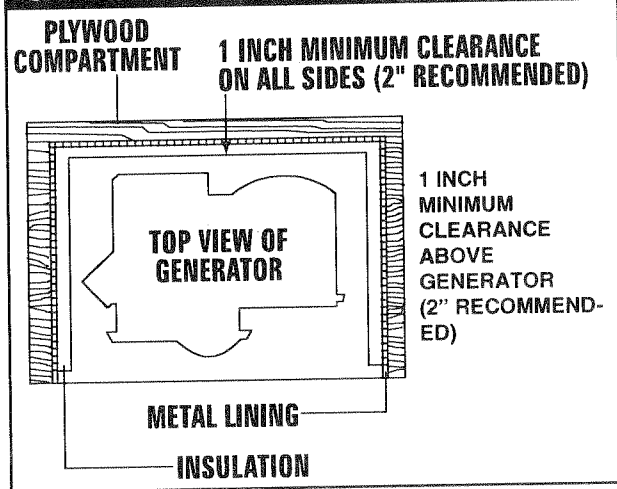 PLYWOOD
COMPARTMENT
1 INCH MINIMUM CLEARANCE
ON ALL SIDES (2" RECOMMENDED)
1 INCH
MINIMUM
CLEARANCE
ABOVE
GENERATOR
(2" RECOMMEND-
ED)
TOP VIEW OF
GENERATOR
METAL LINING
INSULATION